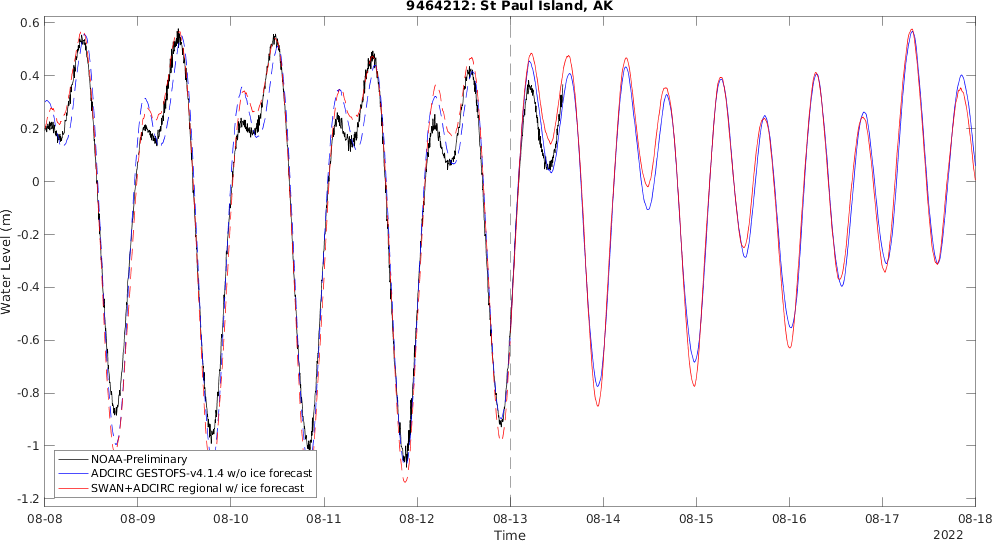 9464212: St Paul Island, AK
0.6
0.4
0.2
0
-0.2
-0.4
-0.6
-0.8
-1
-1.2
Water Level (m)
NOAA-Preliminary
ADCIRC GESTOFS-v4.1.4 w/o ice forecast
SWAN+ADCIRC regional w/ ice forecast
08-08 08-09 08-10 08-11 08-12 08-13 08-14 08-15 08-16 08-17 08-18
Time
2022